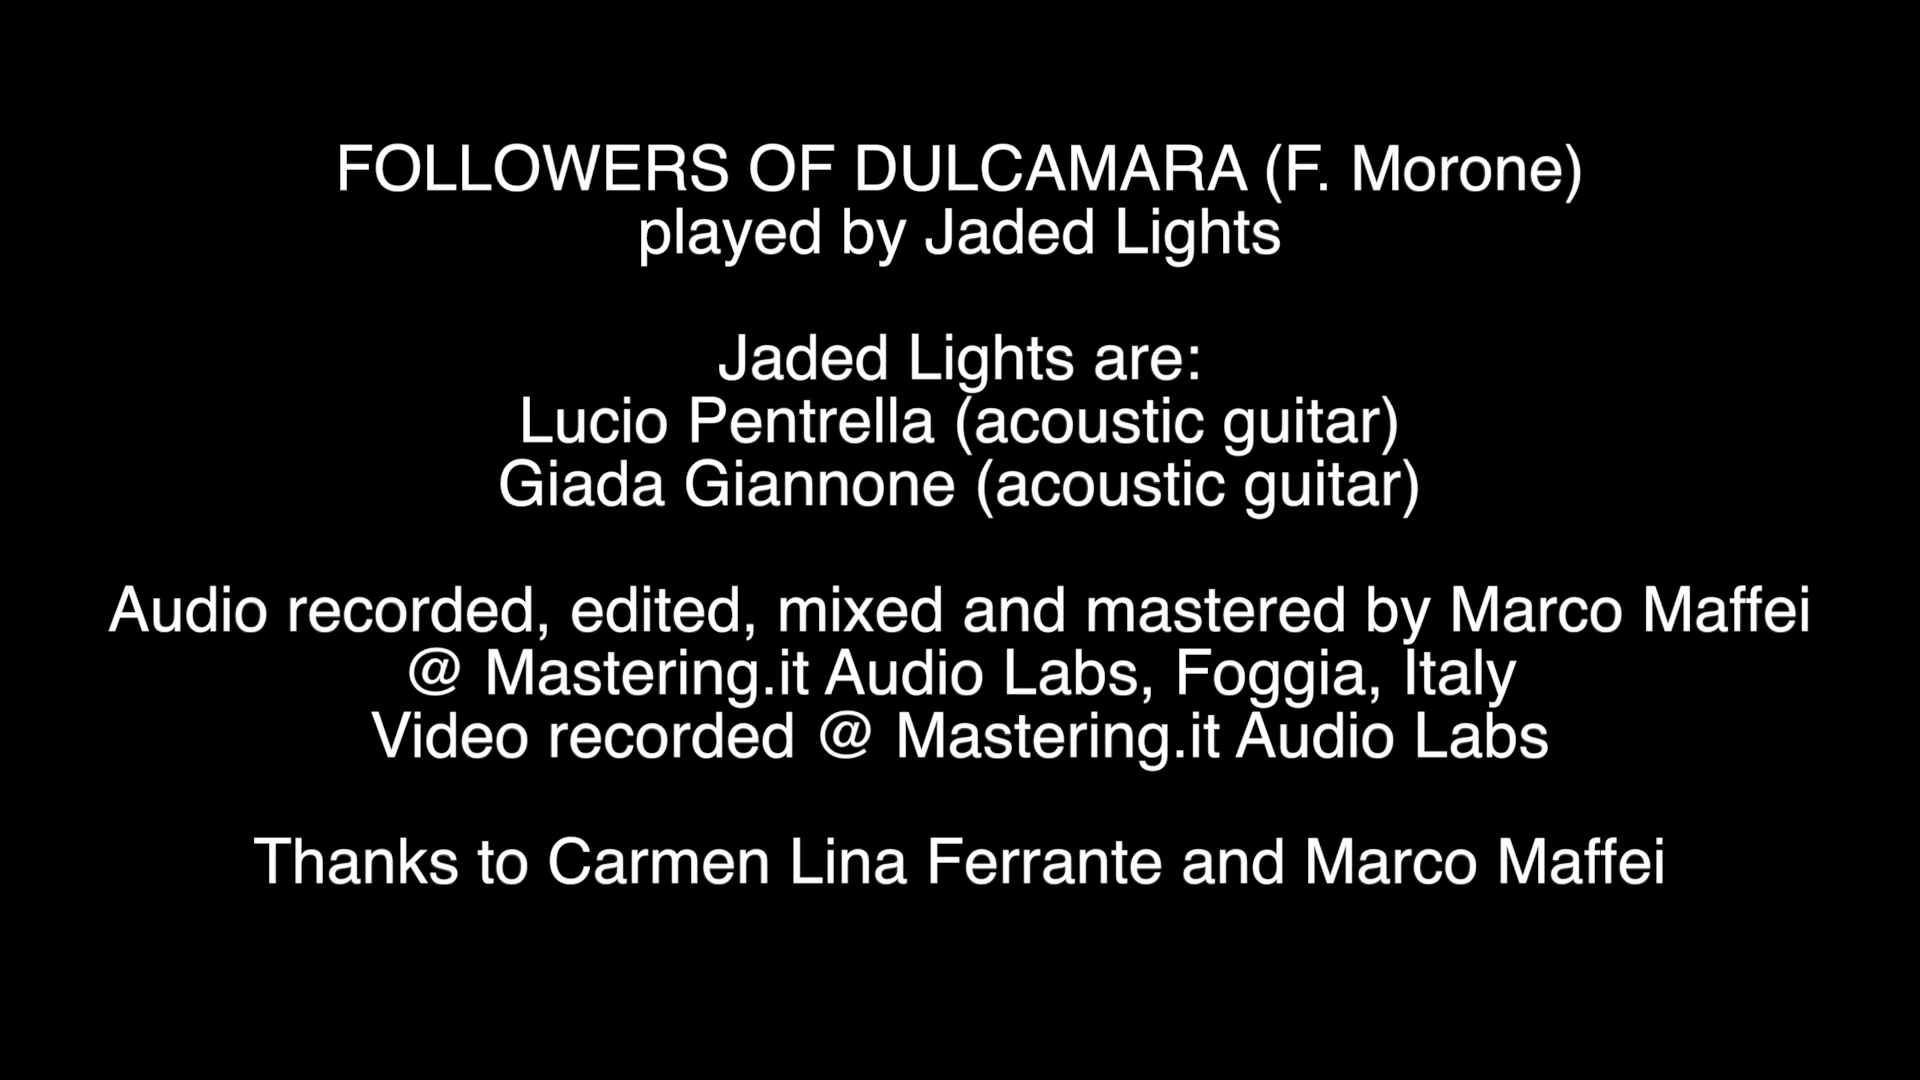 FOLLOWERS OF DULCAMARA (F. Morone)
played by Jaded Lights
Jaded Lights are:
Lucio Pentrella (acoustic guitar)
Giada Giannone (acoustic guitar)
Audio recorded, edited, mixed and mastered by Marco Maffei
@ Mastering.it Audio Labs, Foggia, Italy
Video recorded @ Mastering.it Audio Labs
Thanks to Carmen Lina Ferrante and Marco Maffei